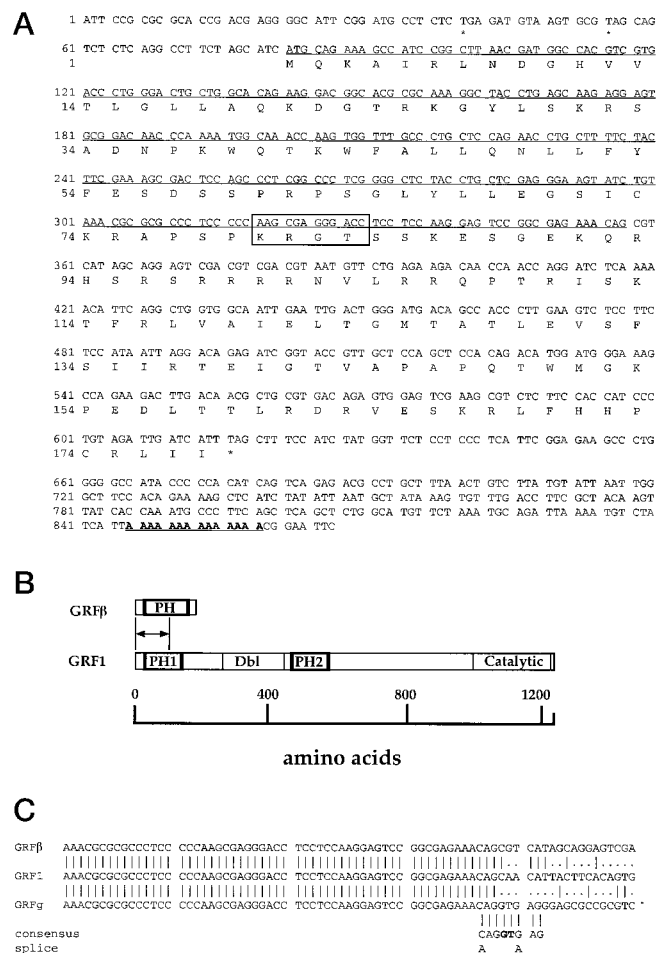 A
1 ATT CCG CGC GCA CCG ACG AGG GGC ATT CGG ATG CCT CTC TGA GAT GTA AGT GCG TAG CAG
* *
61 TCT CTC AGG CCT TCT AGC ATC ATG CAG AAA GCC ATC CGG CTT AAC GAT GGC CAC GTC GTG
1 M Q K A I R L N D G H V V
121 ACC CTG GGA CTG CTG GCA CAG AAG GAC GGC ACG CGC AAA GGC TAC CTG AGC AAG AGG AGT
14 T L G L L A Q K D G T R K G Y L S K R S
181 GCG GAC AAC CCA AAA TGG CAA ACC AAG TGG TTT GCC CTG CTC CAG AAC CTG CTT TTC TAC
34 A D N P K W Q T K W F A L L Q N L L F Y
241 TTC GAA AGC GAC TCC AGC CCT CGG CCC TCG GGG CTC TAC CTG CTC GAG GGA AGT ATC TGT
54 F E S D S S P R P S G L Y L L E G S I C
301 AAA CGC GCG CCC TCC CCC AAG CGA GGG ACC TCC TCC AAG GAG TCC GGC GAG AAA CAG CGT
74 K R A P S P K R G T S S K E S G E K Q R
361 CAT AGC AGG AGT CGA CGT CGA CGT AAT GTT CTG AGA AGA CAA CCA ACC AGG ATC TCA AAA
94 H S R S R R R N V L R R Q P T R I S K
421 ACA TTC AGG CTG GTG GCA ATT GAA TTG ACT GGG ATG ACA GCC ACC CTT GAA GTC TCC TTC
114 T F R L V A I E L T G M T A T L E V S F
481 TCC ATA ATT AGG ACA GAG ATC GGT ACC GTT GCT CCA GCT CCA CAG ACA TGG ATG GGA AAG
134 S I I R T E I G T V A P A P Q T W M G K
541 CCA GAA GAC TTG ACA ACG CTG CGT GAC AGA GTG GAG TCG AAG CGT CTC TTC CAC CAT CCC
154 P E D L T T L R D R V E S K R L F H H P
601 TGT AGA TTG ATC ATT TAG CTT TCC ATC TAT GGT TCT CCT CCC TCA TTC GGA GAA GCC CTG
174 C R L I I *
661 GGG GCC ATA CCC CCA CAT CAG TCA GAG ACG CCT GCT TTA ACT GTC TTA TGT ATT AAT TGG
721 GCT TCC ACA GAA AAG CTC ATC TAT ATT AAT GCT ATA AAG TGT TTG ACC TTC GCT ACA AGT
781 TAT CAC CAA ATG CCC TTC AGC TCA GCT CTG GCA TGT TCT AAA TGC AGA TTA AAA TGT CTA
841 TCA TTA AAA AAA AAA AAA ACG GAA TTC
B
GRFβ PH
GRF1 PH1 Dbl PH2 Catalytic
0 400 800 1200
amino acids
C
GRFβ AAACGCGCGCCCTCC CCCAAGCGAGGGACC TCCTCCAAGGAGTCC GGCGAGAAACAGCGT CATAGCAGGAGTCGA
GRF1 AAACGCGCGCCCTCC CCCAAGCGAGGGACC TCCTCCAAGGAGTCC GGCGAGAAACAGCAA CATTACTTCACAGTG
GRFg AAACGCGCGCCCTCC CCCAAGCGAGGGACC TCCTCCAAGGAGTCC GGCGAGAAACAGGTG AGGGAGCGCCGCGTC
consensus CAGGTG AG
splice A A